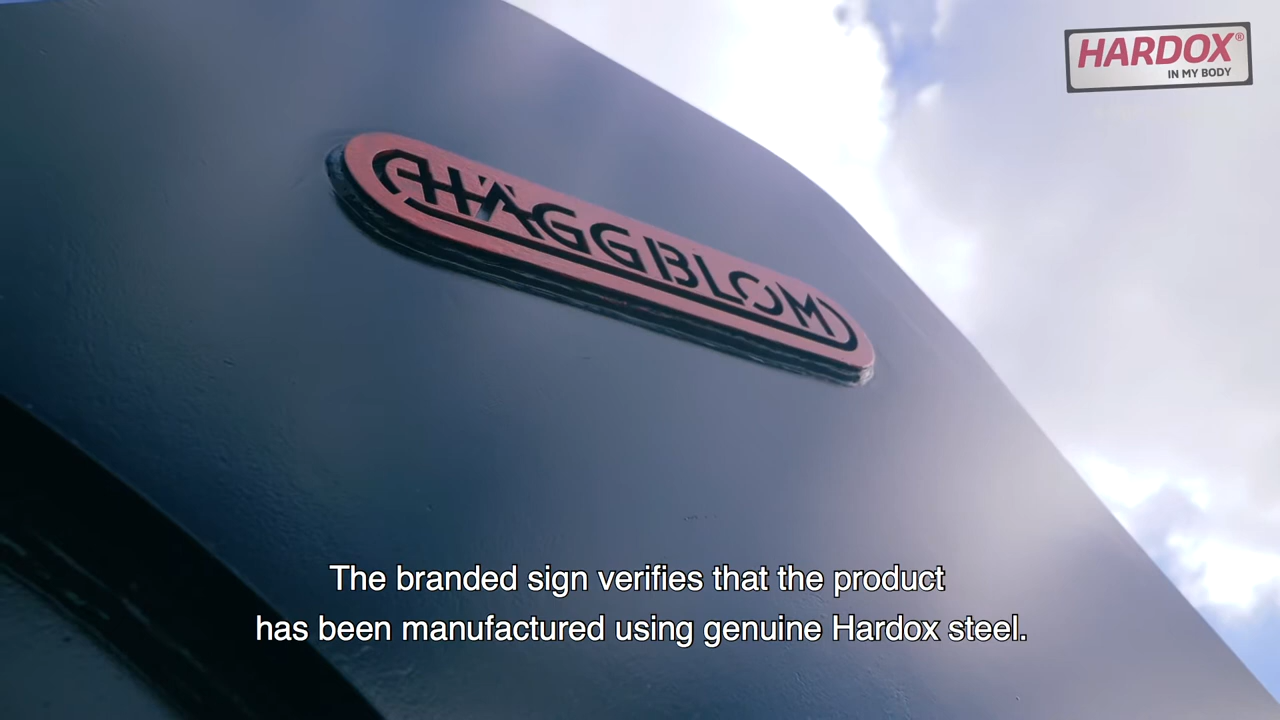 HARDOX®
IN MY BODY
HÄGGBLOM
The branded sign verifies that the product
has been manufactured using genuine Hardox steel.